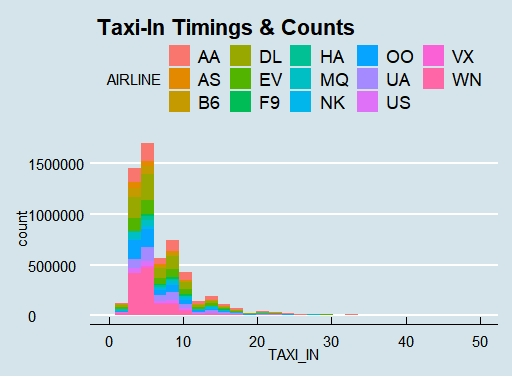 Taxi-In Timings & Counts
AIRLINE
AA DL HA OO VX
AS EV MQ UA WN
B6 F9 NK US
count
1500000
1000000
500000
0
0 10 20 30 40 50
TAXI_IN